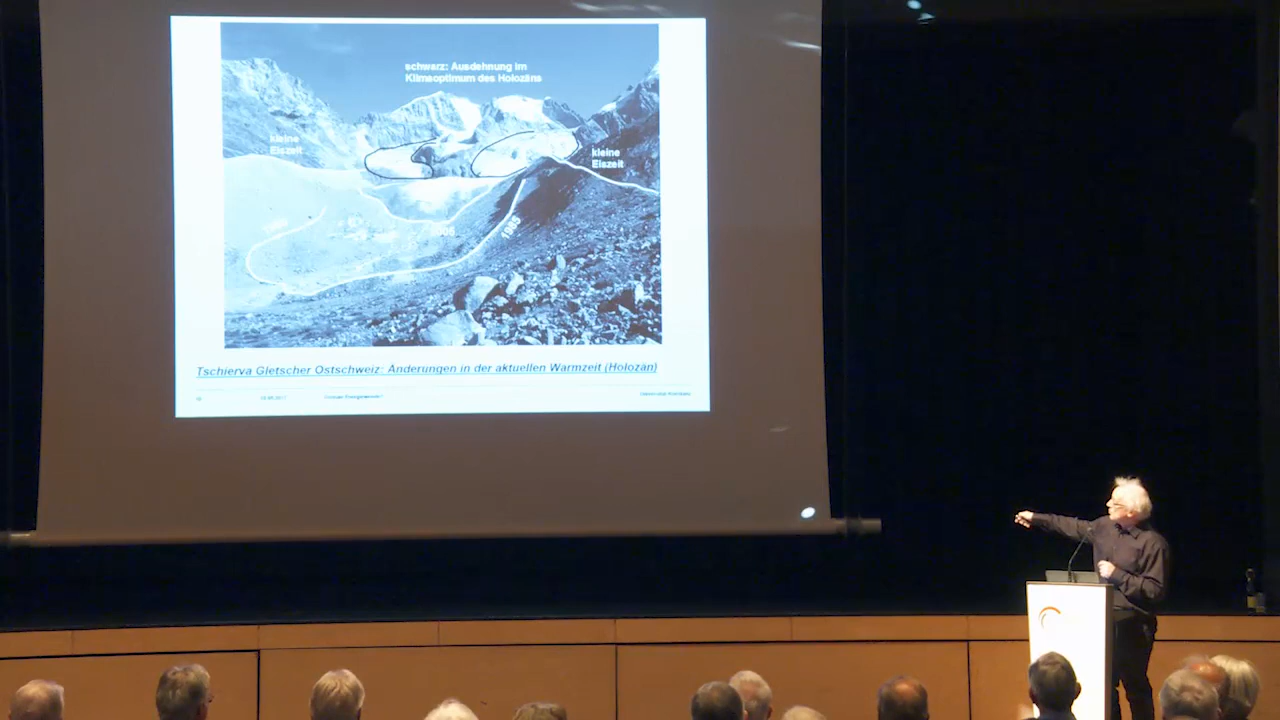 schwarz: Ausdehnung im
Klimaoptimum des Holozäns
kleine
Eiszeit
kleine
Eiszeit
1985
Tschierva Gletscher Ostschweiz: Änderungen in der aktuellen Warmzeit (Holozän)